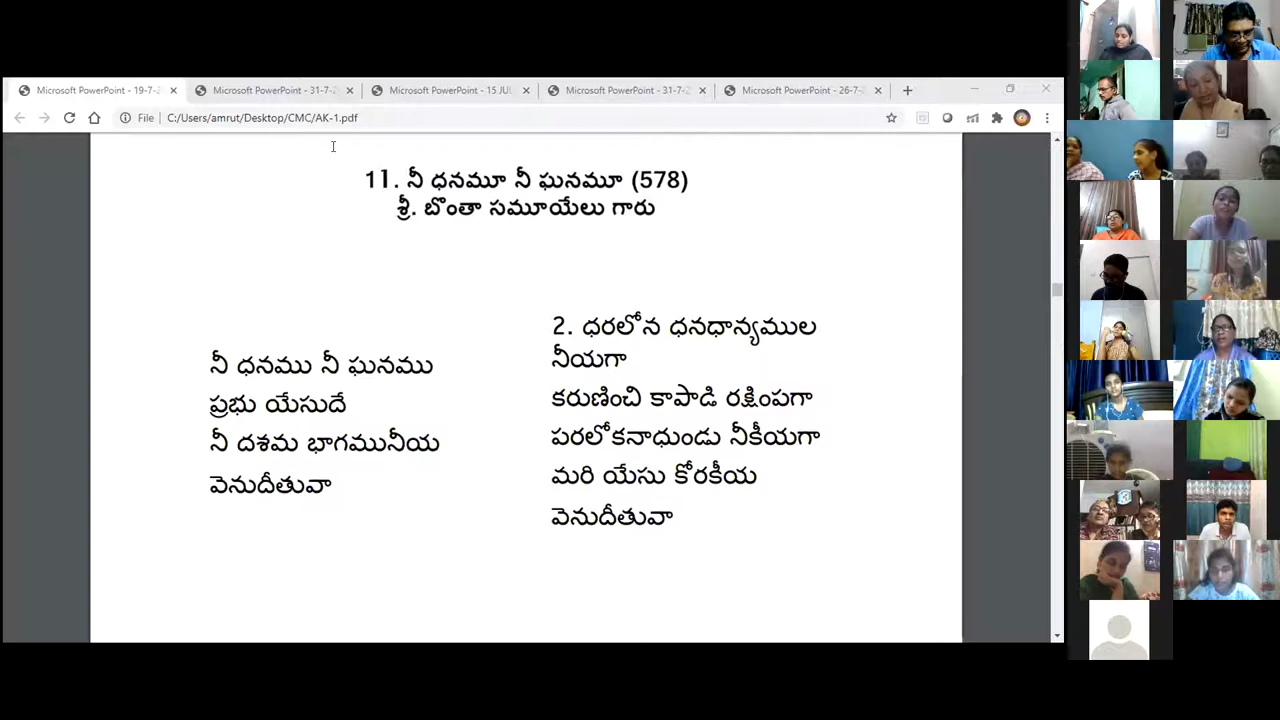 Microsoft PowerPoint - 19-7-2
Microsoft PowerPoint - 31-7-2
Microsoft PowerPoint - 15 JUL
Microsoft PowerPoint - 31-7-2
Microsoft PowerPoint - 26-7-
File C:/Users/amrut/Desktop/CMC/AK-1.pdf
11. నీ ధనమూ నీ ఘనమూ (578)
శ్రీ. బొంతా సమూయేలు గారు
నీ ధనము నీ ఘనము
ప్రభు యేసుదే
నీ దశమ భాగమునీయ
వెనుదీతువా
2. ధరలోన ధనధాన్యముల
నీయగా
కరుణించి కాపాడి రక్షింపగా
పరలోకనాధుండు నీకీయగా
మరి యేసు కోరకీయ
వెనుదీతువా